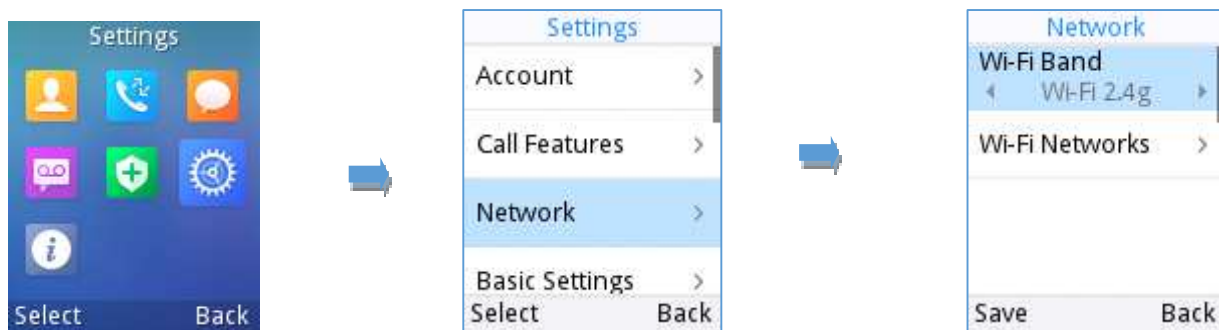 Settings
Select Back
Settings
Account
Call Features
Network
Basic Settings
Select Back
Network
Wi-Fi Band
Wi-Fi 2.4g
Wi-Fi Networks
Save Back